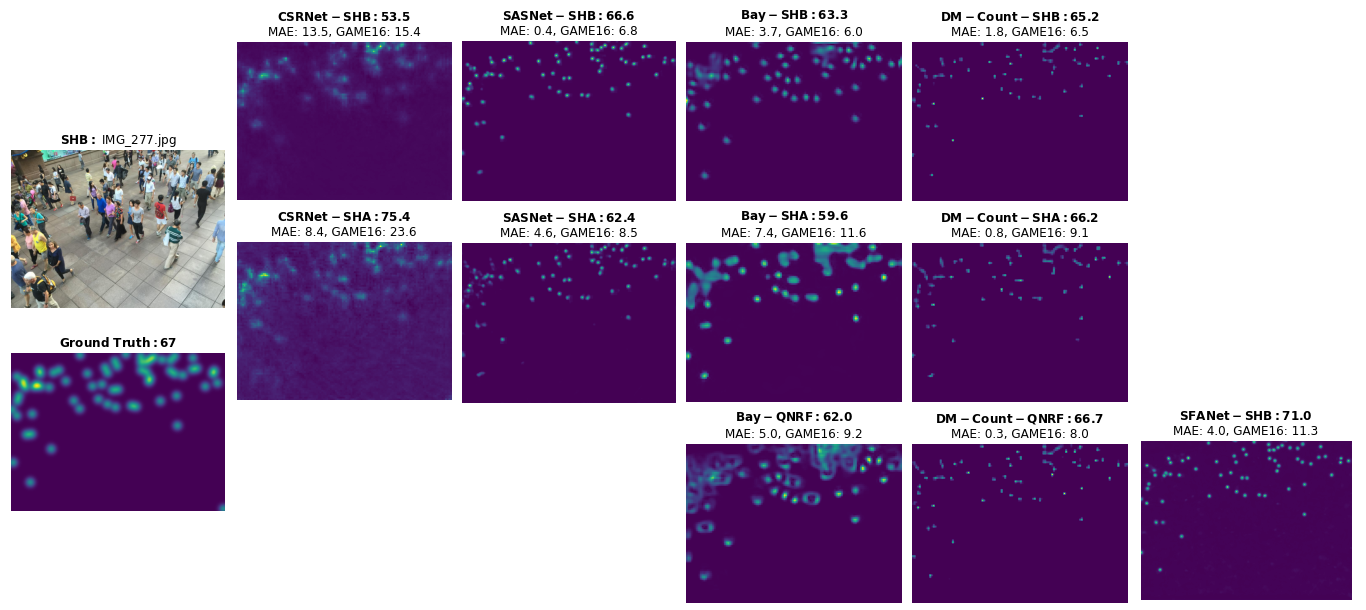 CSRNet − SHB : 53.5
MAE: 13.5, GAME16: 15.4
SASNet − SHB : 66.6
MAE: 0.4, GAME16: 6.8
Bay − SHB : 63.3
MAE: 3.7, GAME16: 6.0
DM − Count − SHB : 65.2
MAE: 1.8, GAME16: 6.5
SHB : IMG_277.jpg
CSRNet − SHA : 75.4
MAE: 8.4, GAME16: 23.6
SASNet − SHA : 62.4
MAE: 4.6, GAME16: 8.5
Bay − SHA : 59.6
MAE: 7.4, GAME16: 11.6
DM − Count − SHA : 66.2
MAE: 0.8, GAME16: 9.1
Ground Truth : 67
Bay − QNRF : 62.0
MAE: 5.0, GAME16: 9.2
DM − Count − QNRF : 66.7
MAE: 0.3, GAME16: 8.0
SFANet − SHB : 71.0
MAE: 4.0, GAME16: 11.3